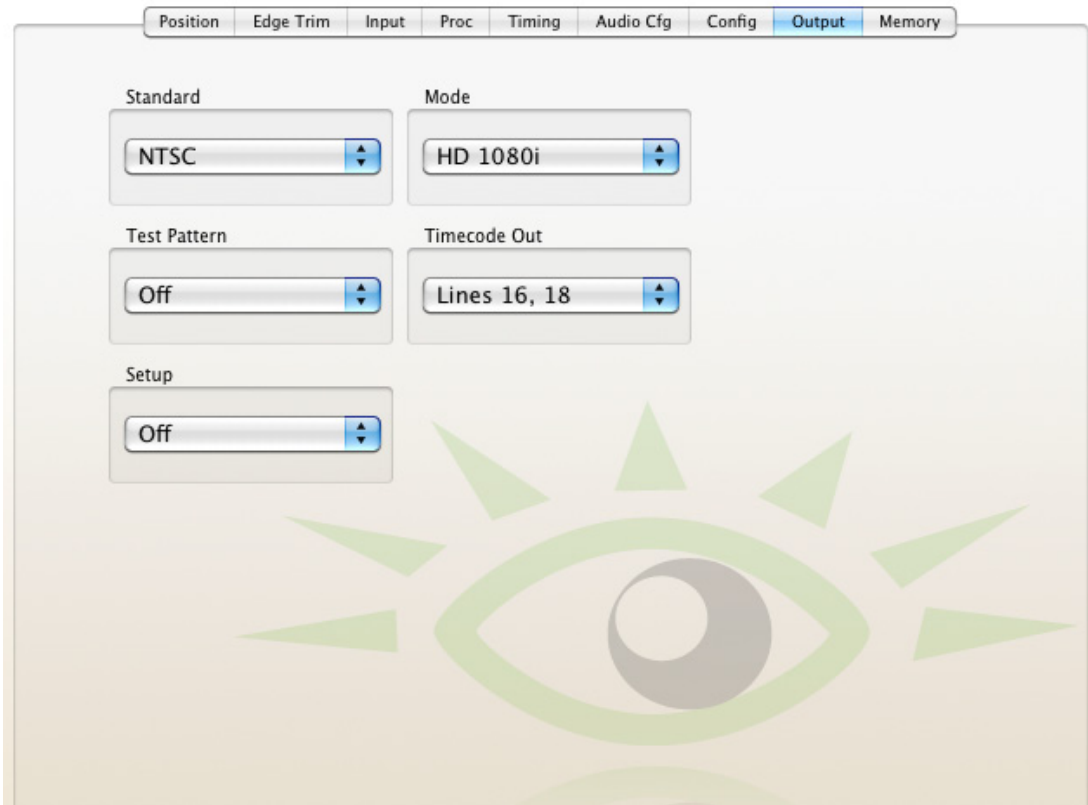 Position Edge Trim Input Proc Timing Audio Cfg Config Output Memory
Standard Mode
NTSC HD 1080i
Test Pattern Timecode Out
Off Lines 16, 18
Setup
Off